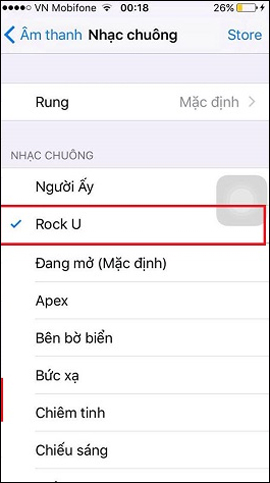 VN Mobifone 00:18 26%
Âm thanh Nhạc chuông Store
Rung Mặc định
NHẠC CHUÔNG
Người Ấy
Rock U
Đang mở (Mặc định)
Apex
Bên bờ biển
Bức xạ
Chiêm tinh
Chiếu sáng